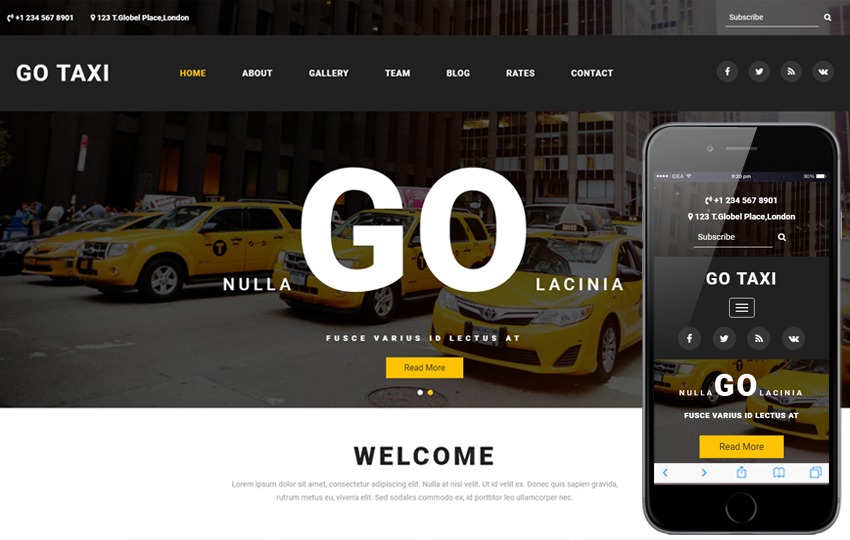 +1 234 567 8901 123 T.Globel Place,London Subscribe
GO TAXI HOME ABOUT GALLERY TEAM BLOG RATES CONTACT
NULLA GO LACINIA
FUSCE VARIUS ID LECTUS AT
Read More
WELCOME
Lorem ipsum dolor sit amet, consectetur adipiscing elit. Nulla at nisi velit. Ut id velit ex. Donec quis sapien gravida,
rutrum metus eu, viverra elit. Sed sodales commodo ex, id porttitor leo ullamcorper nec.
IDEA 9:20 pm 90%
+1 234 567 8901
123 T.Globel Place,London
Subscribe
GO TAXI
NULLA GO LACINIA
FUSCE VARIUS ID LECTUS AT
Read More